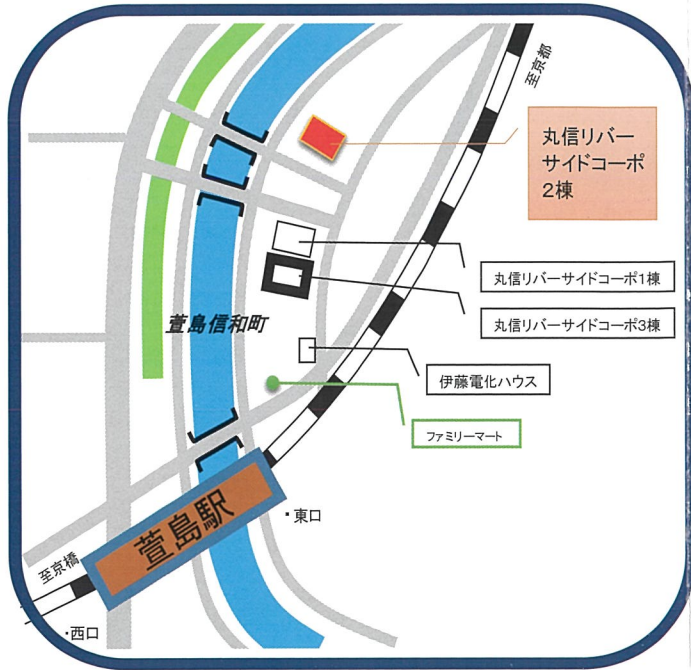 至京都
丸信リバー
サイドコーポ
2棟
丸信リバーサイドコーポ1棟
丸信リバーサイドコーポ3棟
萱島信和町
伊藤電化ハウス
ファミリーマート
萱島駅
・東口
至京橋
・西口